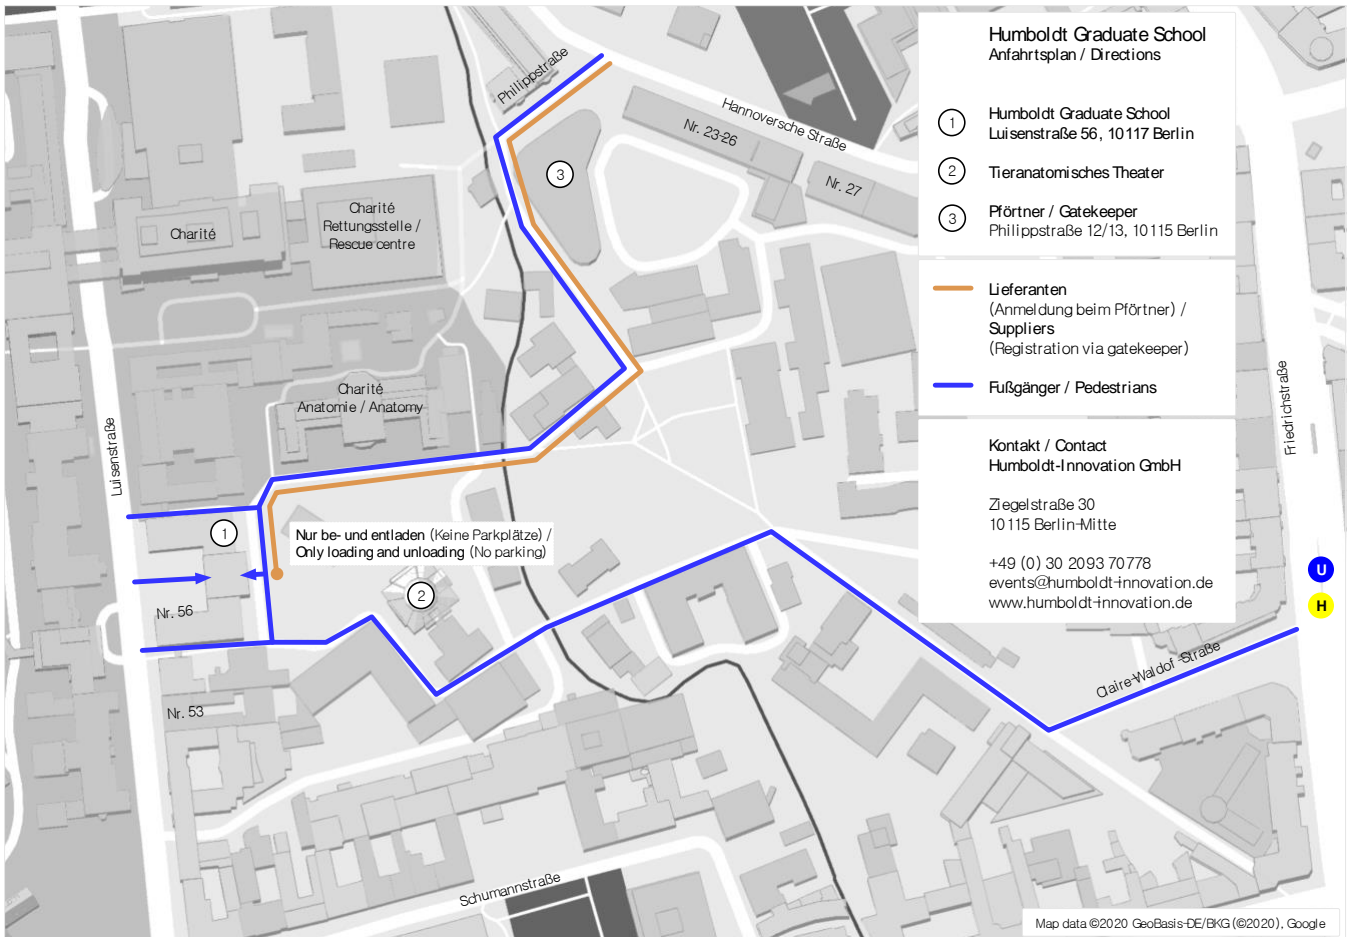 Humboldt Graduate School
Anfahrtsplan / Directions
1
Humboldt Graduate School
Luisenstraße 56, 10117 Berlin
2
Tieranatomisches Theater
3
Pförtner / Gatekeeper
Philippstraße 12/13, 10115 Berlin
Lieferanten
(Anmeldung beim Pförtner) /
Suppliers
(Registration via gatekeeper)
Fußgänger / Pedestrians
Kontakt / Contact
Humboldt-Innovation GmbH
Ziegelstraße 30
10115 Berlin-Mitte
+49 (0) 30 2093 70778
events@humboldt-innovation.de
www.humboldt-innovation.de
Philippstraße
Hannoversche Straße
Nr. 23-26
Nr. 27
3
Charité
Charité
Rettungsstelle /
Rescue centre
Charité
Anatomie / Anatomy
Luisenstraße
Friedrichstraße
1
Nur be- und entladen (Keine Parkplätze) /
Only loading and unloading (No parking)
2
Nr. 56
Nr. 53
U
H
Claire-Waldof-Straße
Schumannstraße
Map data ©2020 GeoBasis-DE/BKG (©2020), Google